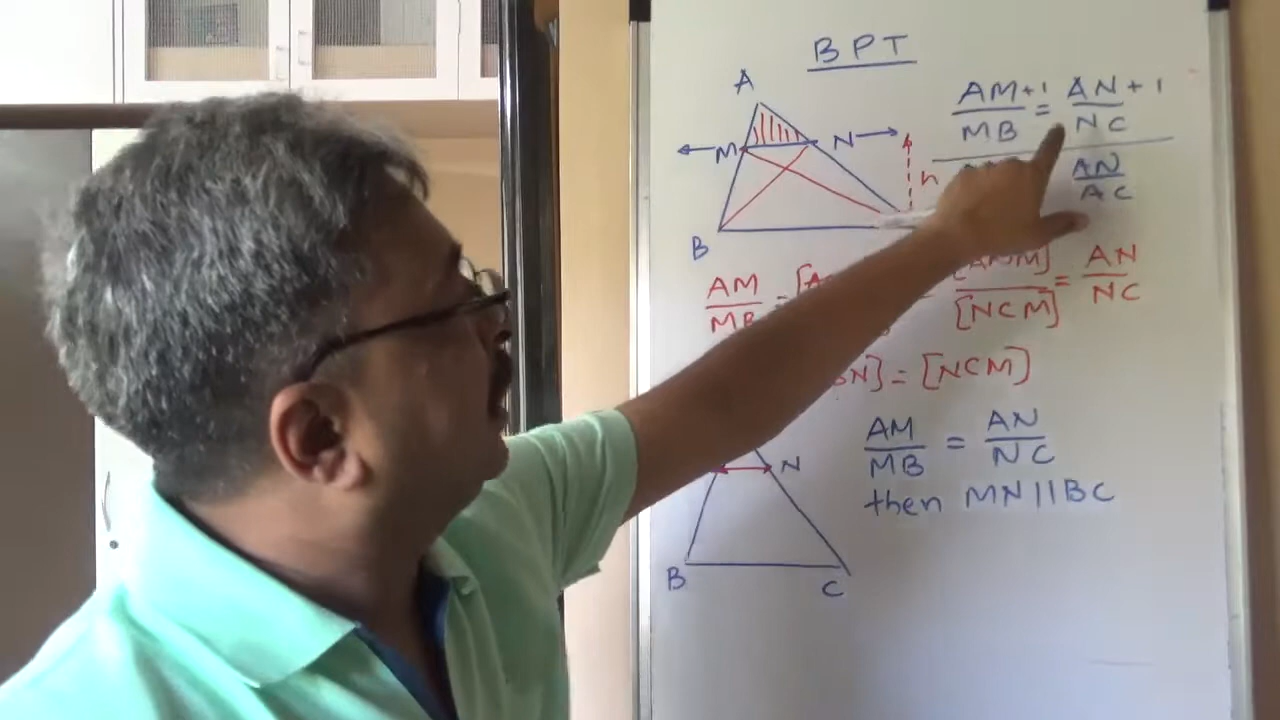 BPT
A
AM/MB +1 = AN/NC +1
M N
h
AN/AC
B
AM/MB = [ANM]/[NCM] = AN/NC
] = [NCM]
AM/MB = AN/NC
N
then MN||BC
B C